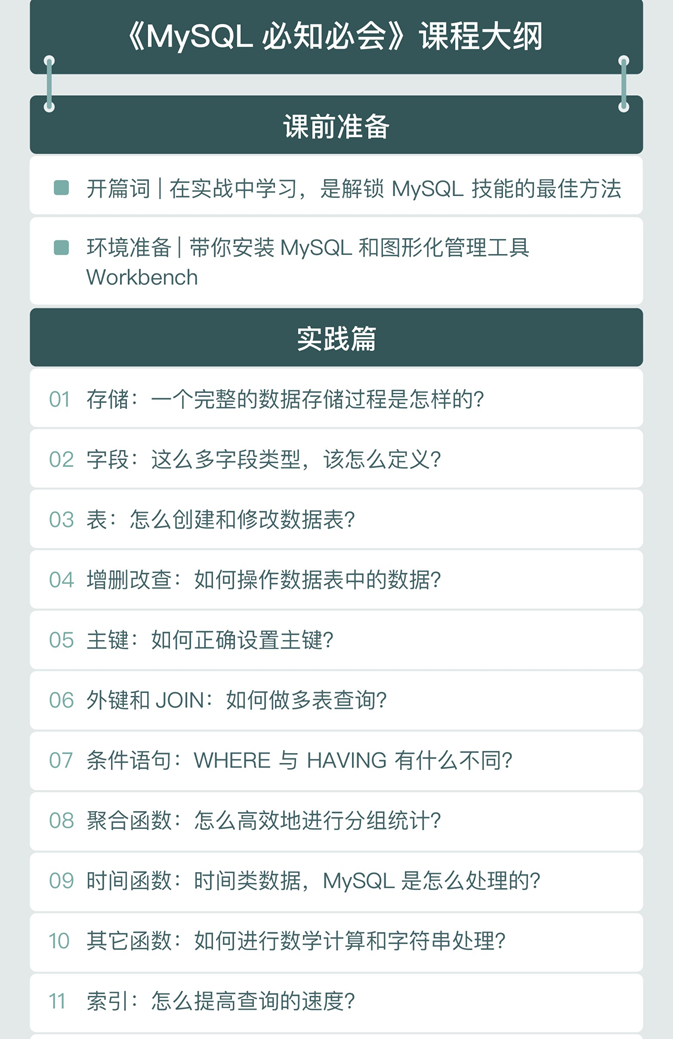 《MySQL 必知必会》课程大纲
课前准备
开篇词 | 在实战中学习，是解锁 MySQL 技能的最佳方法
环境准备 | 带你安装 MySQL 和图形化管理工具
Workbench
实践篇
01 存储：一个完整的数据存储过程是怎样的？
02 字段：这么多字段类型，该怎么定义？
03 表：怎么创建和修改数据表？
04 增删改查：如何操作数据表中的数据？
05 主键：如何正确设置主键？
06 外键和 JOIN：如何做多表查询？
07 条件语句：WHERE 与 HAVING 有什么不同？
08 聚合函数：怎么高效地进行分组统计？
09 时间函数：时间类数据，MySQL 是怎么处理的？
10 其它函数：如何进行数学计算和字符串处理？
11 索引：怎么提高查询的速度？